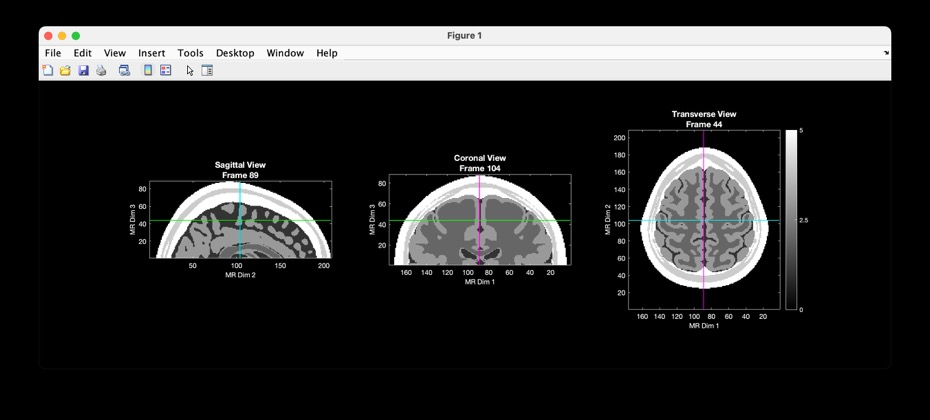 Figure 1
File Edit View Insert Tools Desktop Window Help
Sagittal View
Frame 89
80
60
40
20
MR Dim 3
50 100 150 200
MR Dim 2
Coronal View
Frame 104
80
60
40
20
MR Dim 3
160 140 120 100 80 60 40 20
MR Dim 1
Transverse View
Frame 44
200
180
160
140
120
100
80
60
40
20
MR Dim 2
160 140 120 100 80 60 40 20
MR Dim 1
5
2.5
0